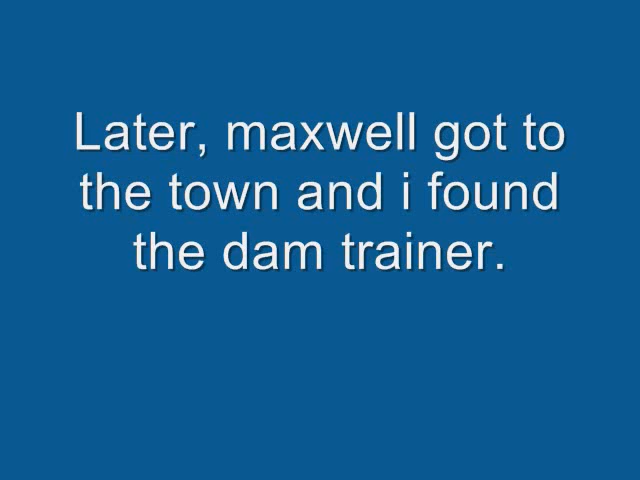 Later, maxwell got to
the town and i found
the dam trainer.